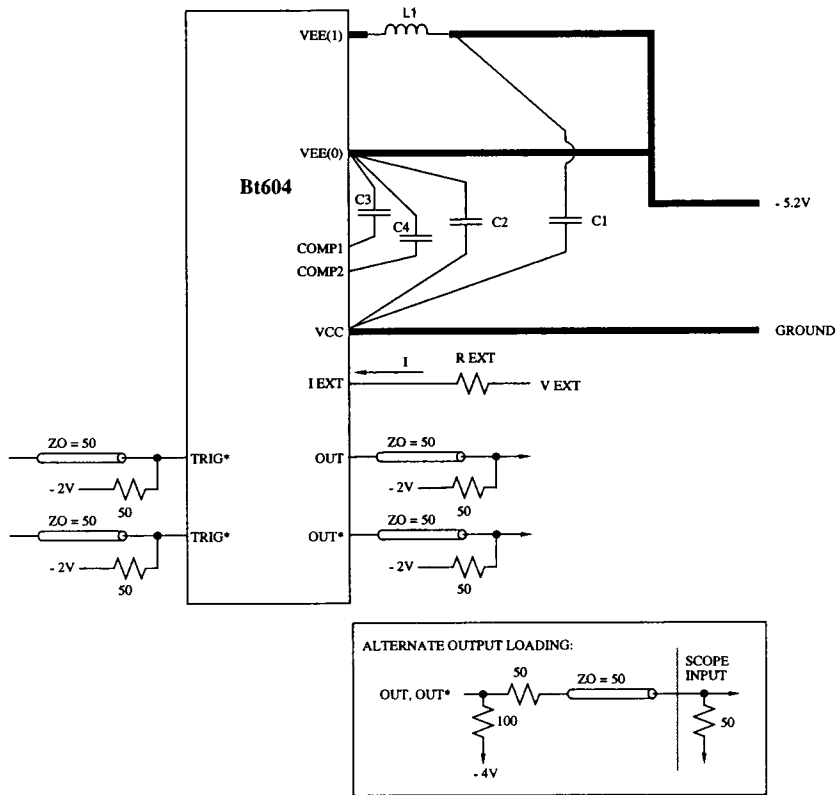 L1
VEE(1)
VEE(0)
Bt604
C3
C4
C2
C1
- 5.2V
COMP1
COMP2
VCC
GROUND
I
R EXT
I EXT
V EXT
ZO = 50
TRIG*
- 2V
50
OUT
ZO = 50
- 2V
50
ZO = 50
TRIG*
- 2V
50
OUT*
ZO = 50
- 2V
50
ALTERNATE OUTPUT LOADING:
SCOPE
INPUT
50
ZO = 50
OUT, OUT*
100
50
- 4V